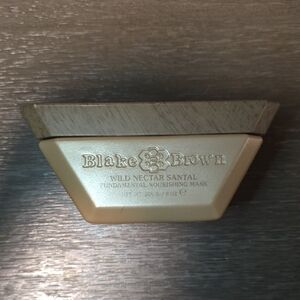 Blake Brown
WILD NECTAR SANTAL
FUNDAMENTAL NOURISHING MASK